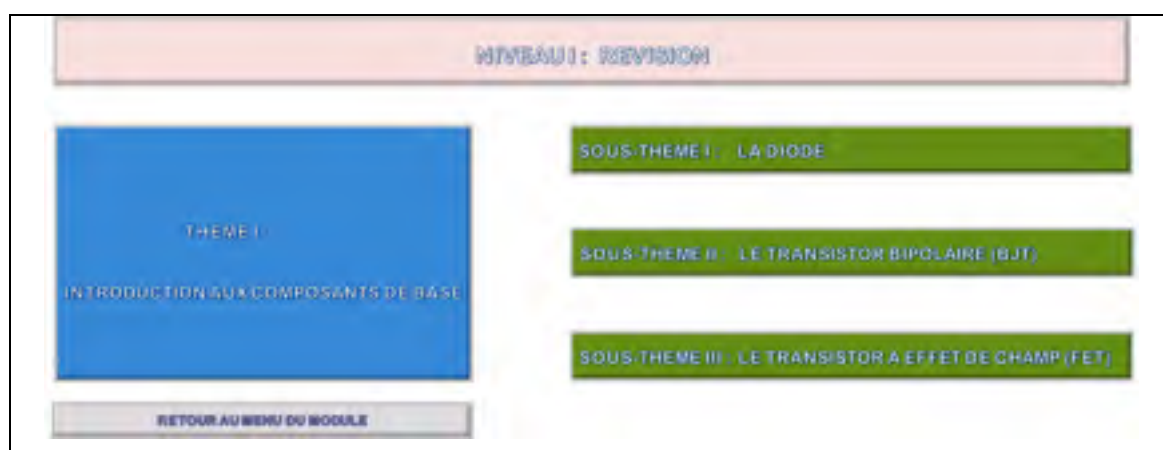 NIVEAU I : REVISION
THEME I
INTRODUCTION AUX COMPOSANTS DE BASE
RETOUR AU MENU DU MODULE
SOUS-THEME I : LA DIODE
SOUS-THEME II : LE TRANSISTOR BIPOLAIRE (BJT)
SOUS-THEME III : LE TRANSISTOR A EFFET DE CHAMP (FET)